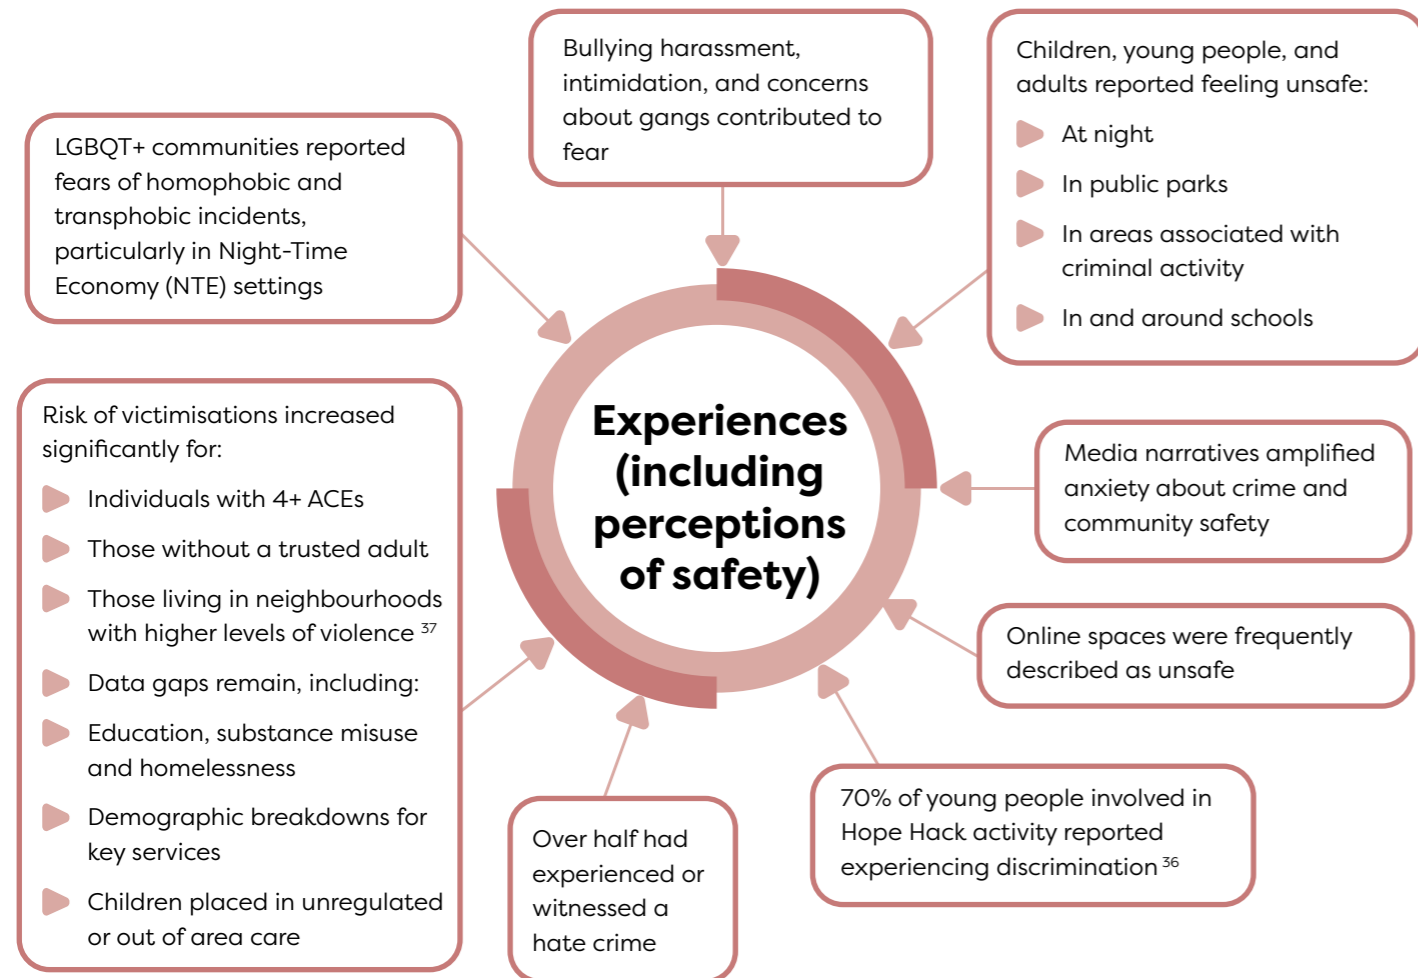 Bullying harassment,
intimidation, and concerns
about gangs contributed to
fear
Children, young people, and
adults reported feeling unsafe:
At night
In public parks
In areas associated with
criminal activity
In and around schools
LGBQT+ communities reported
fears of homophobic and
transphobic incidents,
particularly in Night-Time
Economy (NTE) settings
Experiences
(including
perceptions
of safety)
Risk of victimisations increased
significantly for:
Individuals with 4+ ACEs
Those without a trusted adult
Those living in neighbourhoods
with higher levels of violence 37
Data gaps remain, including:
Education, substance misuse
and homelessness
Demographic breakdowns for
key services
Children placed in unregulated
or out of area care
Media narratives amplified
anxiety about crime and
community safety
Online spaces were frequently
described as unsafe
70% of young people involved in
Hope Hack activity reported
experiencing discrimination 36
Over half had
experienced or
witnessed a
hate crime